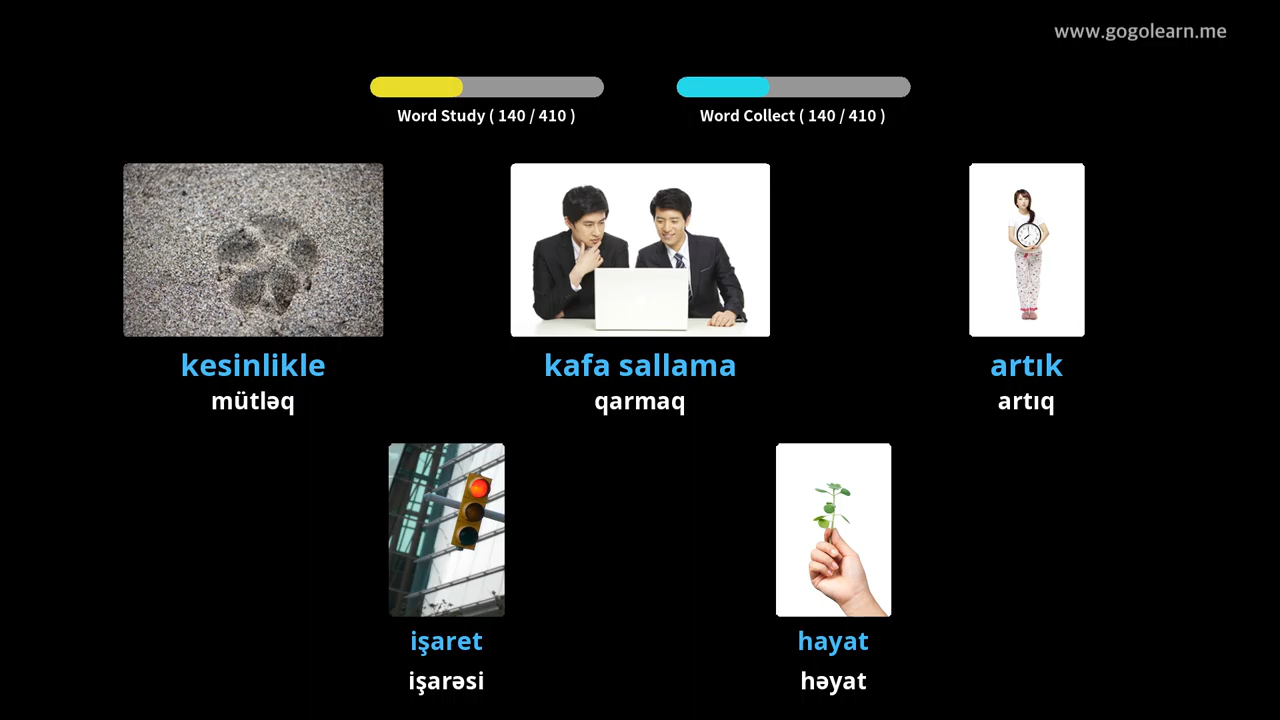 www.gogolearn.me
Word Study ( 140 / 410 )
Word Collect ( 140 / 410 )
kesinlikle
mütləq
kafa sallama
qarmaq
artık
artıq
işaret
işarəsi
hayat
həyat